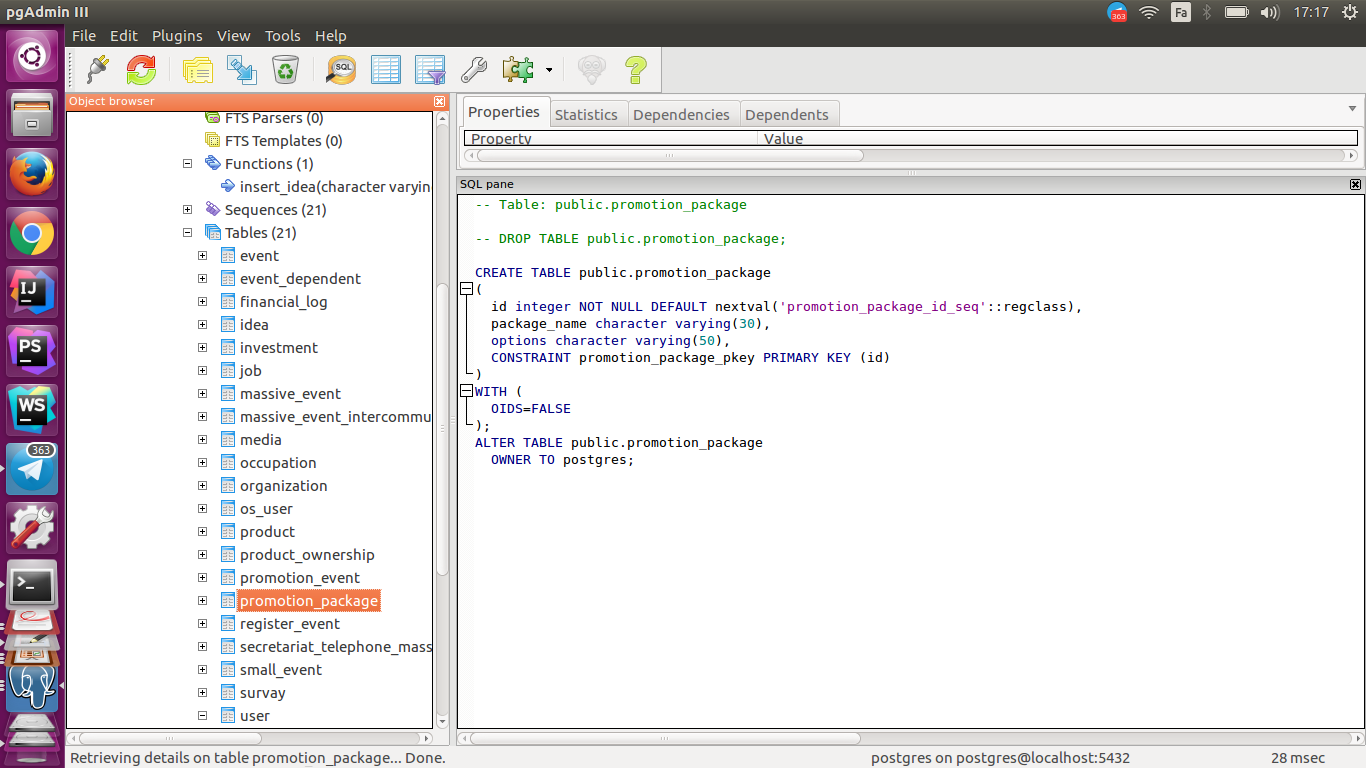 pgAdmin III
363
Fa
17:17
File Edit Plugins View Tools Help
SQL
Object browser
FTS Parsers (0)
FTS Templates (0)
Functions (1)
insert_idea(character varyin
Sequences (21)
Tables (21)
event
event_dependent
financial_log
idea
investment
job
massive_event
massive_event_intercommu
media
occupation
organization
os_user
product
product_ownership
promotion_event
promotion_package
register_event
secretariat_telephone_mass
small_event
survay
user
IJ
PS
WS
363
>_
Properties Statistics Dependencies Dependents
Property Value
SQL pane
-- Table: public.promotion_package
-- DROP TABLE public.promotion_package;
CREATE TABLE public.promotion_package
(
id integer NOT NULL DEFAULT nextval('promotion_package_id_seq'::regclass),
package_name character varying(30),
options character varying(50),
CONSTRAINT promotion_package_pkey PRIMARY KEY (id)
)
WITH (
OIDS=FALSE
);
ALTER TABLE public.promotion_package
OWNER TO postgres;
Retrieving details on table promotion_package... Done. postgres on postgres@localhost:5432 28 msec